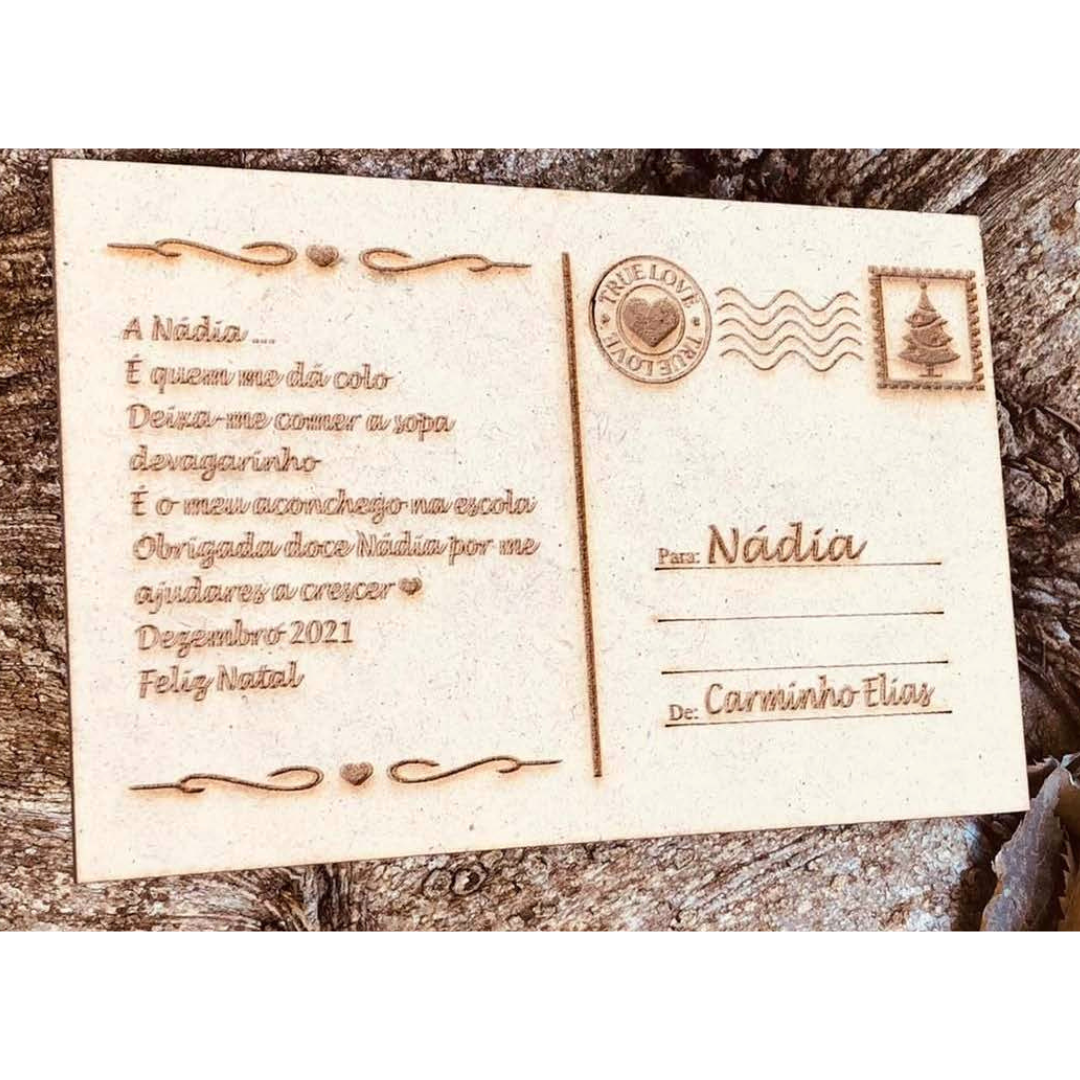 A Nádia ...
É quem me dá colo
Deixa-me comer a sopa
devagarinho
É o meu aconchego na escola
Obrigada doce Nádia por me
ajudares a crescer ❤
Dezembro 2021
Feliz Natal
TRUE LOVE
TRUE LOVE
Para: Nádia
De: Carminho Elias